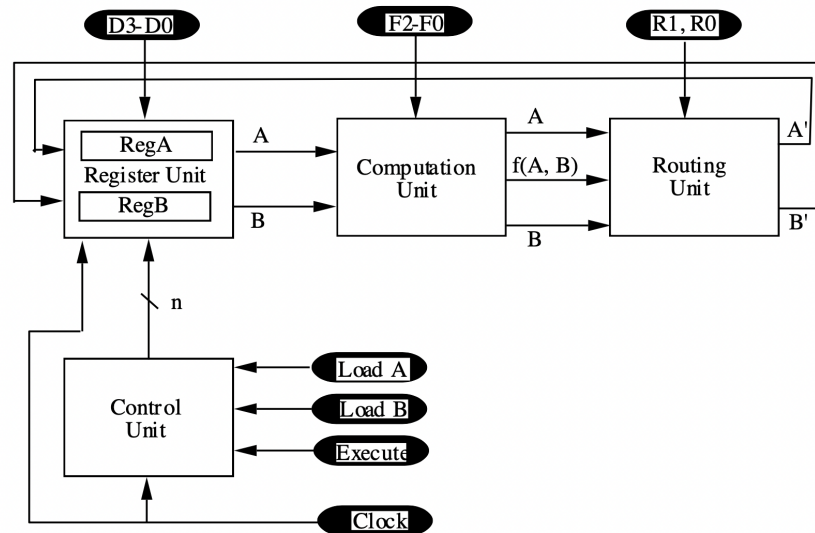 D3-D0
F2-F0
R1, R0
RegA
Register Unit
RegB
A
B
Computation
Unit
A
f(A, B)
B
Routing
Unit
A'
B'
n
Control
Unit
Load A
Load B
Execute
Clock